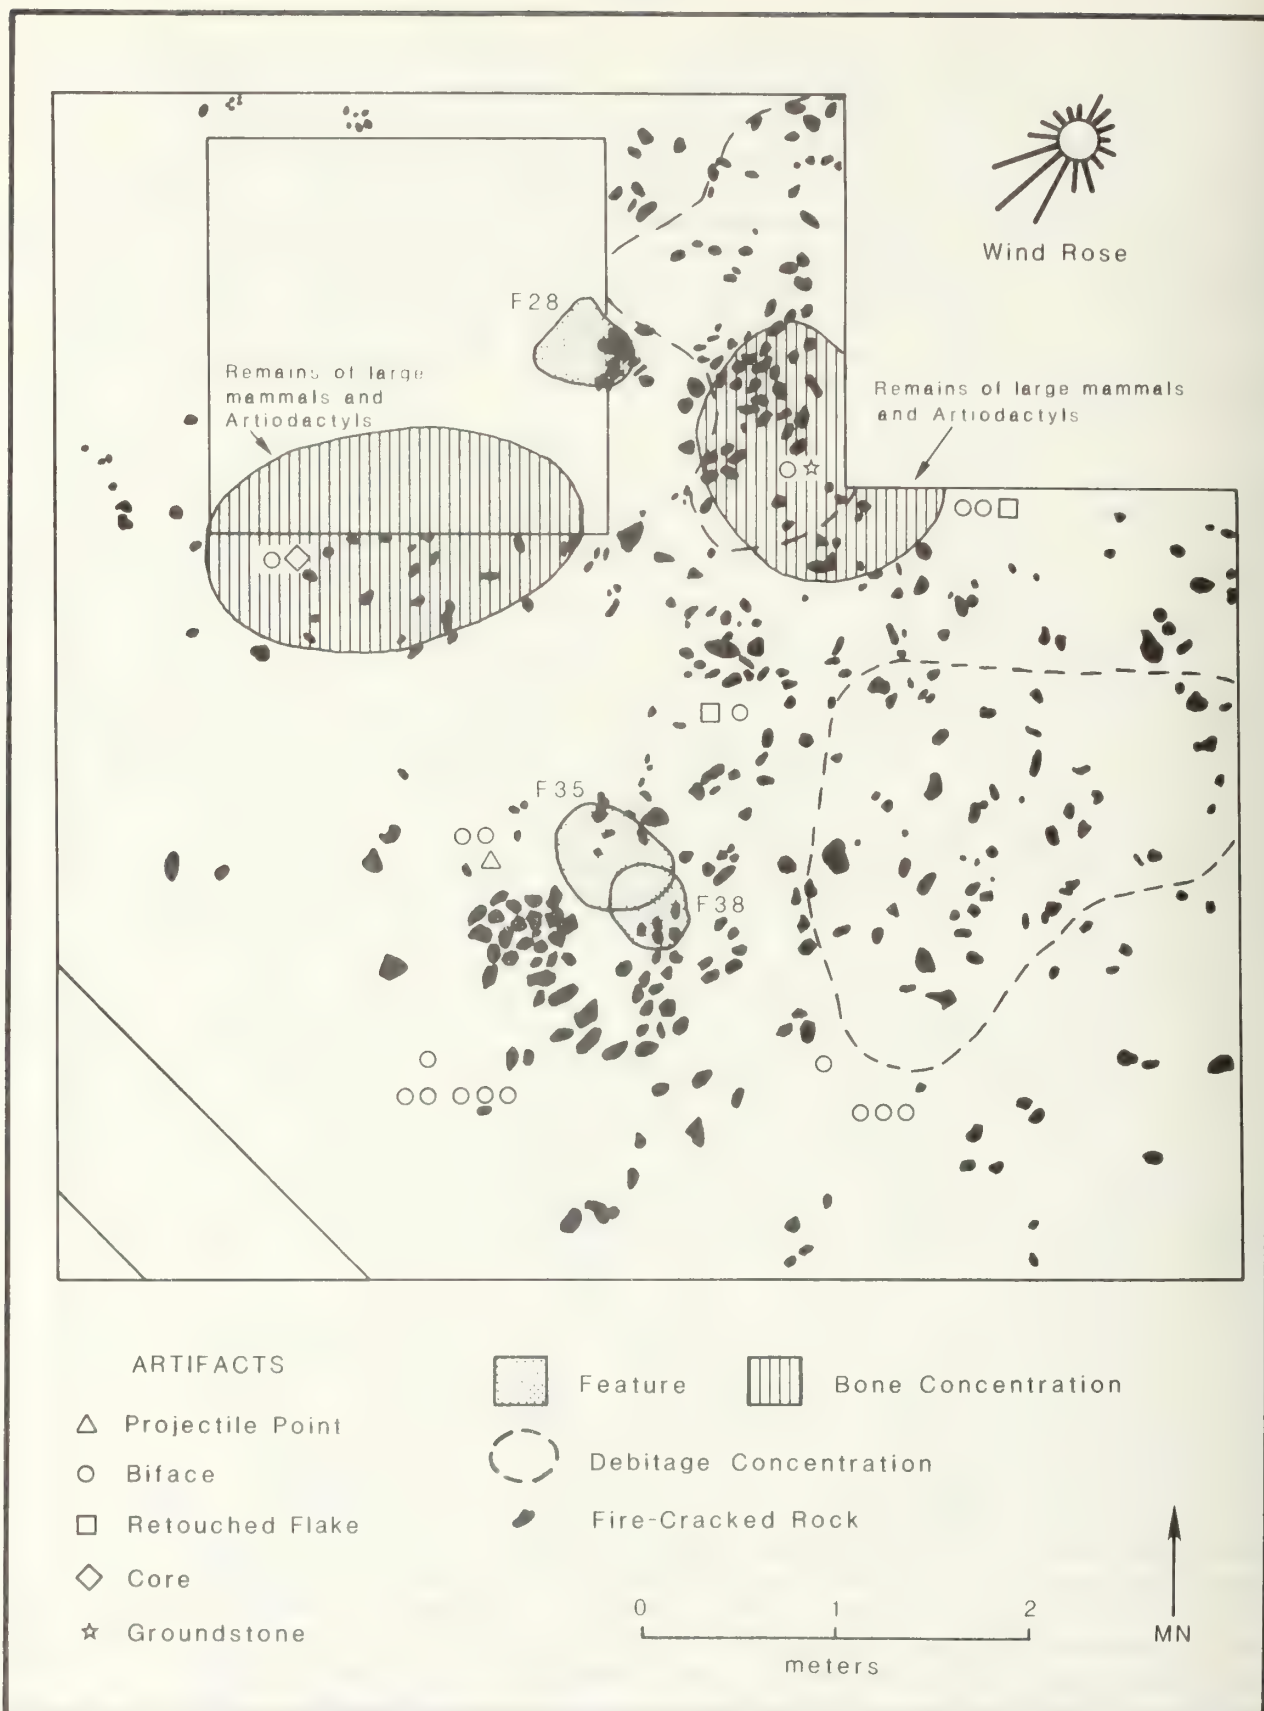 Wind Rose
F28
Remains of large
mammals and
Artiodactyls
Remains of large mammals
and Artiodactyls
F35
F38
ARTIFACTS
Projectile Point
Biface
Retouched Flake
Core
Groundstone
Feature
Bone Concentration
Debitage Concentration
Fire-Cracked Rock
0 1 2
meters
MN